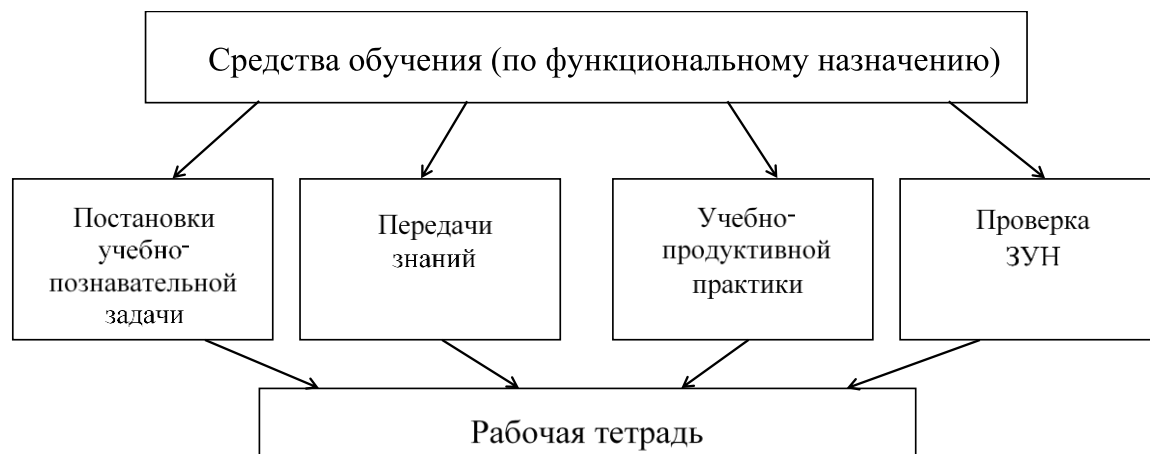 Средства обучения (по функциональному назначению)
Постановки
учебно-
познавательной
задачи
Передачи
знаний
Учебно-
продуктивной
практики
Проверка
ЗУН
Рабочая тетрадь